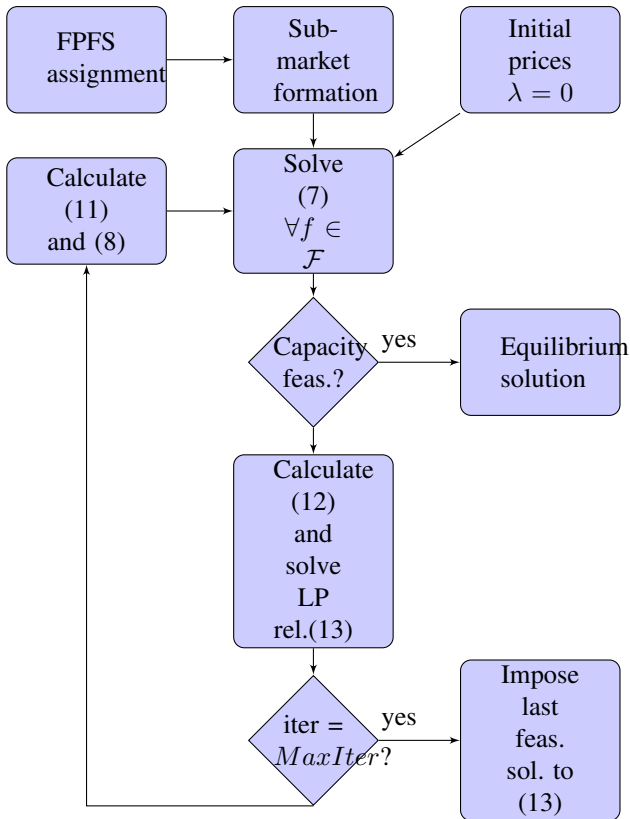 FPFS
assignment
Sub-
market
formation
Initial
prices
λ = 0
Calculate
(11)
and (8)
Solve
(7)
∀f ∈
ℱ
Capacity
feas.?
yes
Equilibrium
solution
Calculate
(12)
and
solve
LP
rel.(13)
iter =
MaxIter?
yes
Impose
last
feas.
sol. to
(13)